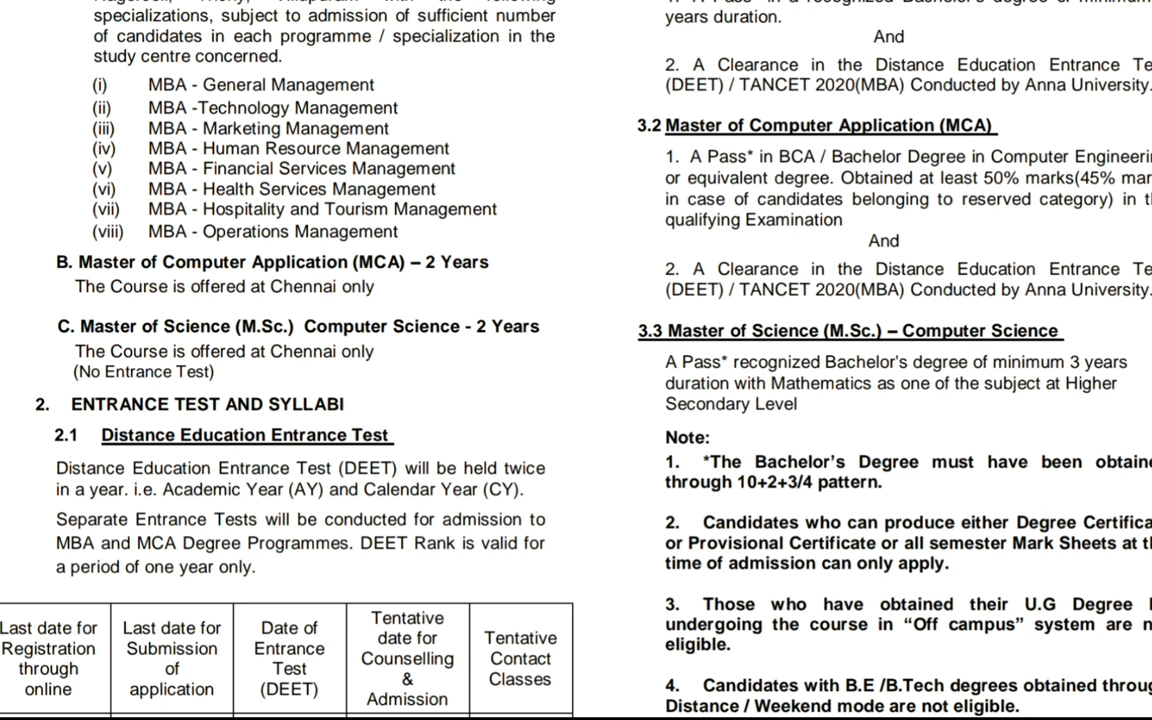 specializations, subject to admission of sufficient number
of candidates in each programme / specialization in the
study centre concerned.
(i) MBA - General Management
(ii) MBA -Technology Management
(iii) MBA - Marketing Management
(iv) MBA - Human Resource Management
(v) MBA - Financial Services Management
(vi) MBA - Health Services Management
(vii) MBA - Hospitality and Tourism Management
(viii) MBA - Operations Management
B. Master of Computer Application (MCA) – 2 Years
The Course is offered at Chennai only
C. Master of Science (M.Sc.) Computer Science - 2 Years
The Course is offered at Chennai only
(No Entrance Test)
2. ENTRANCE TEST AND SYLLABI
2.1 Distance Education Entrance Test
Distance Education Entrance Test (DEET) will be held twice
in a year. i.e. Academic Year (AY) and Calendar Year (CY).
Separate Entrance Tests will be conducted for admission to
MBA and MCA Degree Programmes. DEET Rank is valid for
a period of one year only.
Last date for
Registration
through
online
Last date for
Submission
of
application
Date of
Entrance
Test
(DEET)
Tentative
date for
Counselling
&
Admission
Tentative
Contact
Classes
years duration.
And
2. A Clearance in the Distance Education Entrance Te
(DEET) / TANCET 2020(MBA) Conducted by Anna University.
3.2 Master of Computer Application (MCA)
1. A Pass* in BCA / Bachelor Degree in Computer Engineeri
or equivalent degree. Obtained at least 50% marks(45% mar
in case of candidates belonging to reserved category) in t
qualifying Examination
And
2. A Clearance in the Distance Education Entrance Te
(DEET) / TANCET 2020(MBA) Conducted by Anna University.
3.3 Master of Science (M.Sc.) – Computer Science
A Pass* recognized Bachelor's degree of minimum 3 years
duration with Mathematics as one of the subject at Higher
Secondary Level
Note:
1. *The Bachelor's Degree must have been obtain
through 10+2+3/4 pattern.
2. Candidates who can produce either Degree Certifica
or Provisional Certificate or all semester Mark Sheets at t
time of admission can only apply.
3. Those who have obtained their U.G Degree
undergoing the course in “Off campus” system are n
eligible.
4. Candidates with B.E /B.Tech degrees obtained throug
Distance / Weekend mode are not eligible.